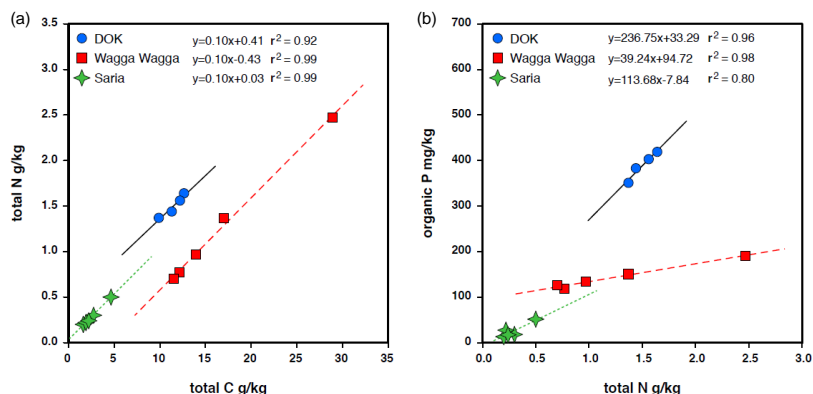 (a)
3.5
3.0
2.5
2.0
1.5
1.0
0.5
0.0
total N g/kg
DOK y=0.10x+0.41 r² = 0.92
Wagga Wagga y=0.10x-0.43 r² = 0.99
Saria y=0.10x+0.03 r² = 0.99
0 5 10 15 20 25 30 35
total C g/kg
(b)
700
600
500
400
300
200
100
0
organic P mg/kg
DOK y=236.75x+33.29 r² = 0.96
Wagga Wagga y=39.24x+94.72 r² = 0.98
Saria y=113.68x-7.84 r² = 0.80
0.0 0.5 1.0 1.5 2.0 2.5 3.0
total N g/kg